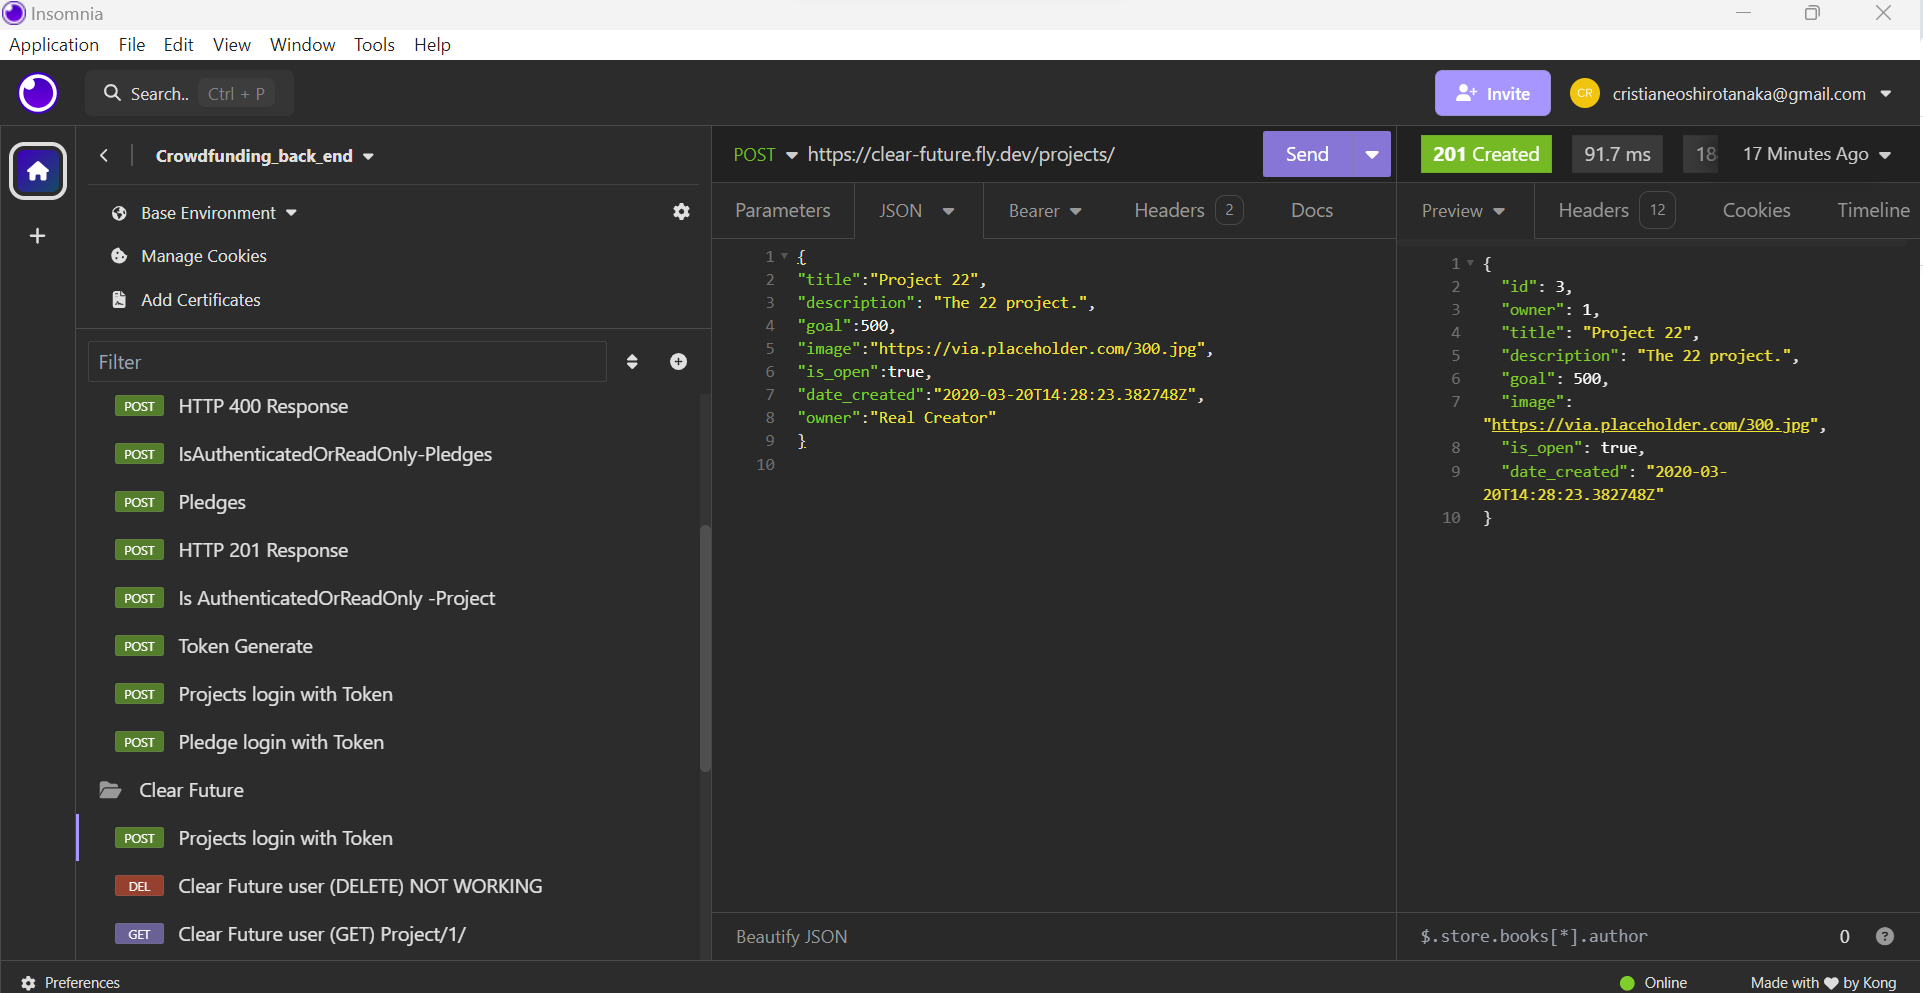 Insomnia
Application File Edit View Window Tools Help
Search.. Ctrl + P
Invite
CR cristianeoshirotanaka@gmail.com
Crowdfunding_back_end
Base Environment
Manage Cookies
Add Certificates
Filter
POST HTTP 400 Response
POST IsAuthenticatedOrReadOnly-Pledges
POST Pledges
POST HTTP 201 Response
POST Is AuthenticatedOrReadOnly -Project
POST Token Generate
POST Projects login with Token
POST Pledge login with Token
Clear Future
POST Projects login with Token
DEL Clear Future user (DELETE) NOT WORKING
GET Clear Future user (GET) Project/1/
POST https://clear-future.fly.dev/projects/ Send
Parameters JSON Bearer Headers 2 Docs
1 {
2 "title":"Project 22",
3 "description": "The 22 project.",
4 "goal":500,
5 "image":"https://via.placeholder.com/300.jpg",
6 "is_open":true,
7 "date_created":"2020-03-20T14:28:23.382748Z",
8 "owner":"Real Creator"
9 }
10
Beautify JSON
201 Created 91.7 ms 18 17 Minutes Ago
Preview Headers 12 Cookies Timeline
1 {
2 "id": 3,
3 "owner": 1,
4 "title": "Project 22",
5 "description": "The 22 project.",
6 "goal": 500,
7 "image":
"https://via.placeholder.com/300.jpg",
8 "is_open": true,
9 "date_created": "2020-03-
20T14:28:23.382748Z"
10 }
$.store.books[*].author 0 ?
Preferences
Online Made with ❤ by Kong